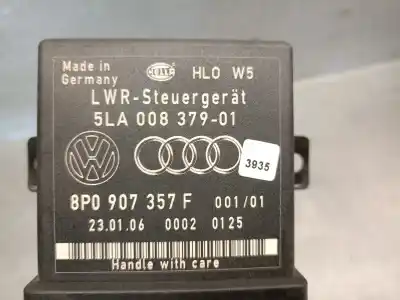 Made in
Germany
HELLA
HLO W5
LWR-Steuergerät
5LA 008 379-01
3935
8P0 907 357 F 001/01
23.01.06 0002 0125
Handle with care